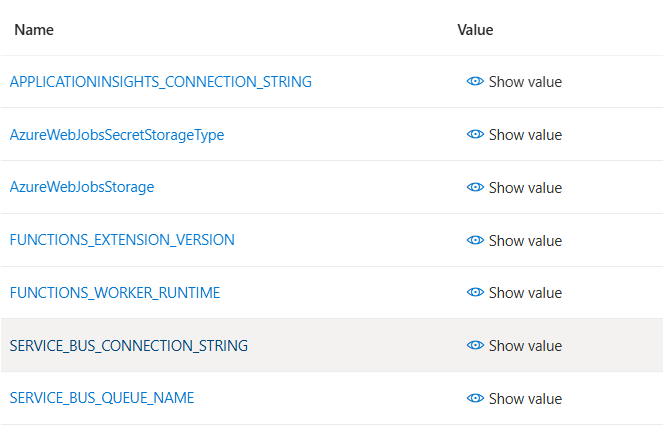 Name Value
APPLICATIONINSIGHTS_CONNECTION_STRING Show value
AzureWebJobsSecretStorageType Show value
AzureWebJobsStorage Show value
FUNCTIONS_EXTENSION_VERSION Show value
FUNCTIONS_WORKER_RUNTIME Show value
SERVICE_BUS_CONNECTION_STRING Show value
SERVICE_BUS_QUEUE_NAME Show value